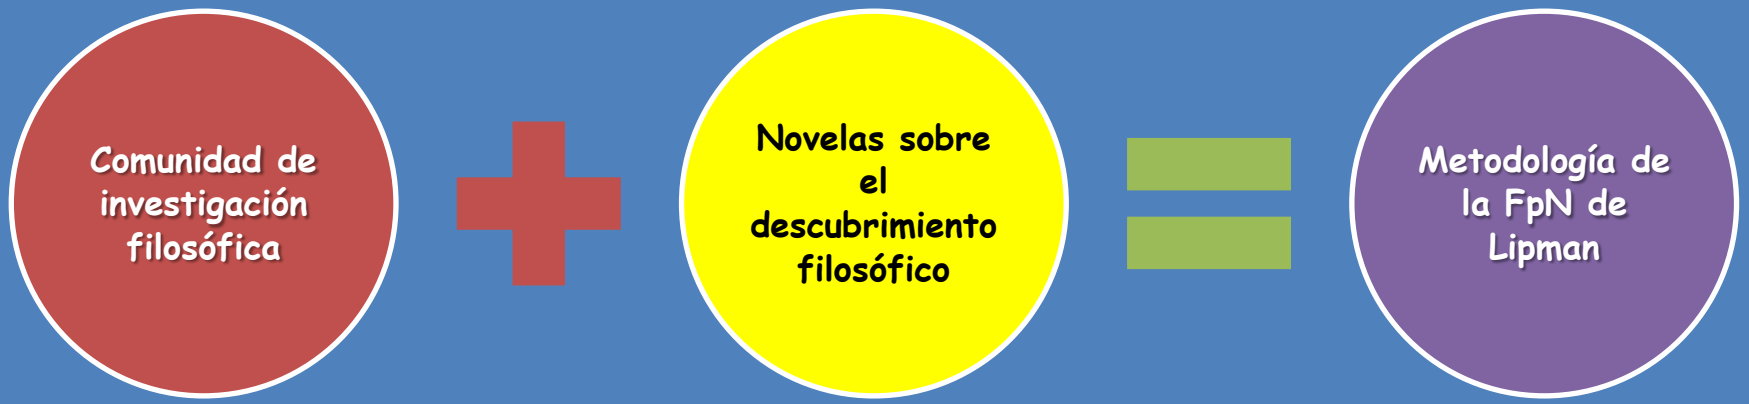 Comunidad de
investigación
filosófica
Novelas sobre
el
descubrimiento
filosófico
Metodología de
la FpN de
Lipman